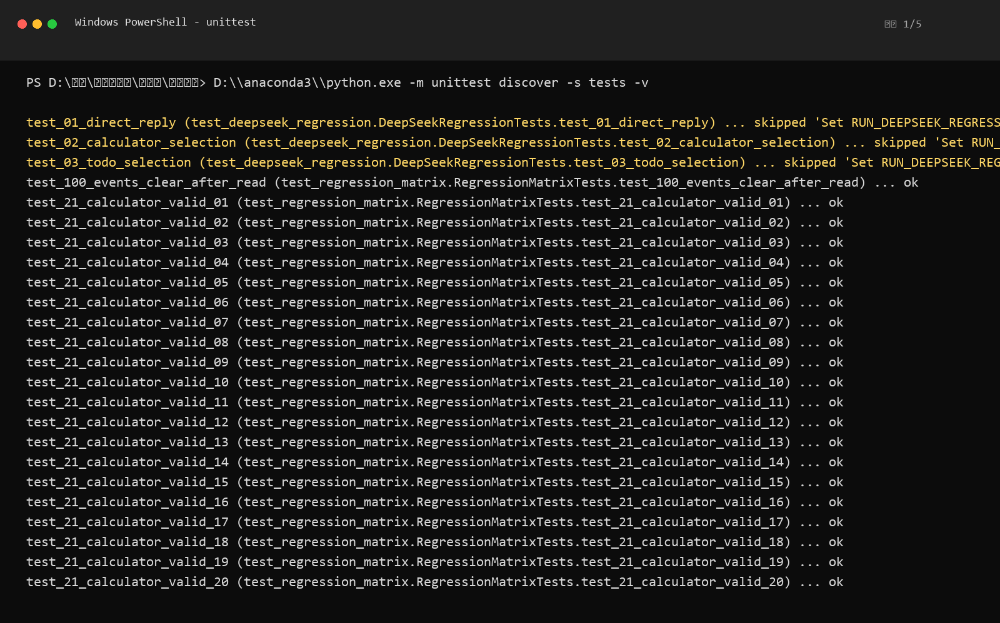 Windows PowerShell - unittest
1/5
PS D:\\\\> D:\\anaconda3\\python.exe -m unittest discover -s tests -v
test_01_direct_reply (test_deepseek_regression.DeepSeekRegressionTests.test_01_direct_reply) ... skipped 'Set RUN_DEEPSEEK_REGRESS
test_02_calculator_selection (test_deepseek_regression.DeepSeekRegressionTests.test_02_calculator_selection) ... skipped 'Set RUN_
test_03_todo_selection (test_deepseek_regression.DeepSeekRegressionTests.test_03_todo_selection) ... skipped 'Set RUN_DEEPSEEK_REG
test_100_events_clear_after_read (test_regression_matrix.RegressionMatrixTests.test_100_events_clear_after_read) ... ok
test_21_calculator_valid_01 (test_regression_matrix.RegressionMatrixTests.test_21_calculator_valid_01) ... ok
test_21_calculator_valid_02 (test_regression_matrix.RegressionMatrixTests.test_21_calculator_valid_02) ... ok
test_21_calculator_valid_03 (test_regression_matrix.RegressionMatrixTests.test_21_calculator_valid_03) ... ok
test_21_calculator_valid_04 (test_regression_matrix.RegressionMatrixTests.test_21_calculator_valid_04) ... ok
test_21_calculator_valid_05 (test_regression_matrix.RegressionMatrixTests.test_21_calculator_valid_05) ... ok
test_21_calculator_valid_06 (test_regression_matrix.RegressionMatrixTests.test_21_calculator_valid_06) ... ok
test_21_calculator_valid_07 (test_regression_matrix.RegressionMatrixTests.test_21_calculator_valid_07) ... ok
test_21_calculator_valid_08 (test_regression_matrix.RegressionMatrixTests.test_21_calculator_valid_08) ... ok
test_21_calculator_valid_09 (test_regression_matrix.RegressionMatrixTests.test_21_calculator_valid_09) ... ok
test_21_calculator_valid_10 (test_regression_matrix.RegressionMatrixTests.test_21_calculator_valid_10) ... ok
test_21_calculator_valid_11 (test_regression_matrix.RegressionMatrixTests.test_21_calculator_valid_11) ... ok
test_21_calculator_valid_12 (test_regression_matrix.RegressionMatrixTests.test_21_calculator_valid_12) ... ok
test_21_calculator_valid_13 (test_regression_matrix.RegressionMatrixTests.test_21_calculator_valid_13) ... ok
test_21_calculator_valid_14 (test_regression_matrix.RegressionMatrixTests.test_21_calculator_valid_14) ... ok
test_21_calculator_valid_15 (test_regression_matrix.RegressionMatrixTests.test_21_calculator_valid_15) ... ok
test_21_calculator_valid_16 (test_regression_matrix.RegressionMatrixTests.test_21_calculator_valid_16) ... ok
test_21_calculator_valid_17 (test_regression_matrix.RegressionMatrixTests.test_21_calculator_valid_17) ... ok
test_21_calculator_valid_18 (test_regression_matrix.RegressionMatrixTests.test_21_calculator_valid_18) ... ok
test_21_calculator_valid_19 (test_regression_matrix.RegressionMatrixTests.test_21_calculator_valid_19) ... ok
test_21_calculator_valid_20 (test_regression_matrix.RegressionMatrixTests.test_21_calculator_valid_20) ... ok